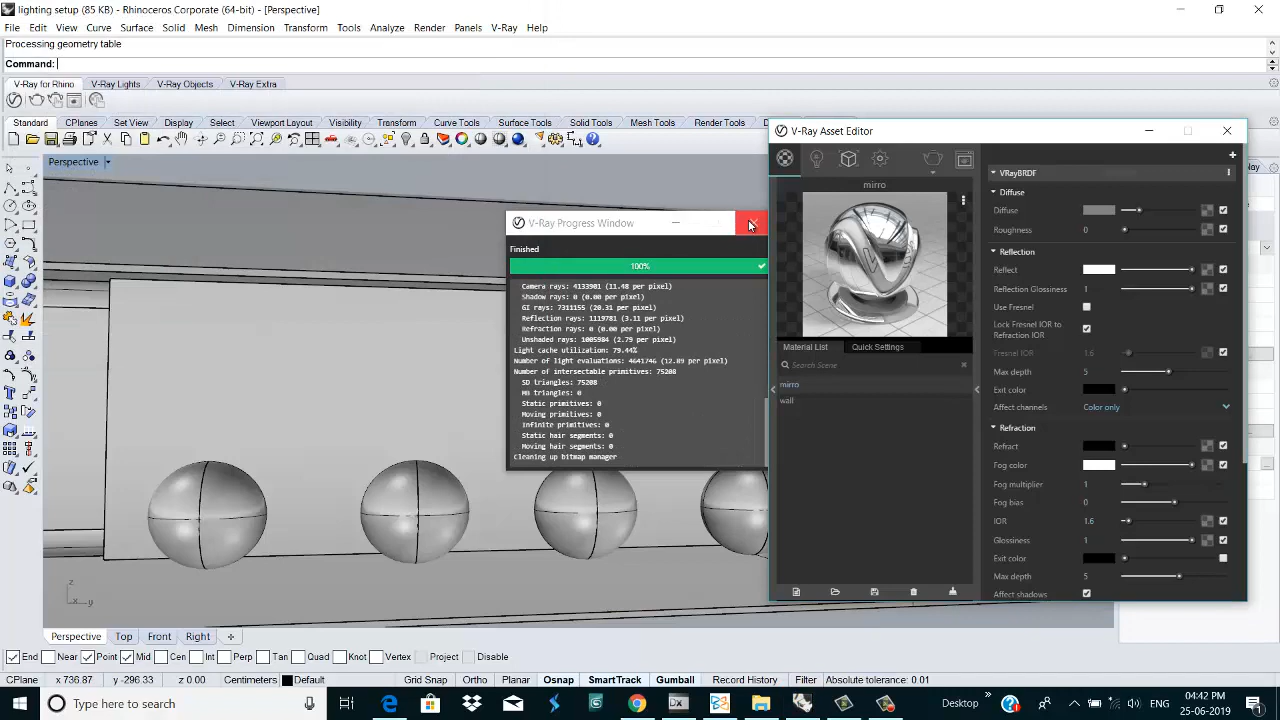 lighting setup (85 KB) - Rhinoceros Corporate (64-bit) - [Perspective]
File Edit View Curve Surface Solid Mesh Dimension Transform Tools Analyze Render Panels V-Ray Help
Processing geometry table
Command:
V-Ray for Rhino V-Ray Lights V-Ray Objects V-Ray Extra
Standard CPlanes Set View Display Select Viewport Layout Visibility Transform Curve Tools Surface Tools Solid Tools Mesh Tools Render Tools
Perspective
V-Ray Progress Window
Finished
100%
Camera rays: 4133901 (11.48 per pixel)
Shadow rays: 0 (0.00 per pixel)
GI rays: 7311155 (20.31 per pixel)
Reflection rays: 1119781 (3.11 per pixel)
Refraction rays: 0 (0.00 per pixel)
Unshaded rays: 1005984 (2.79 per pixel)
Light cache utilization: 79.44%
Number of light evaluations: 4641746 (12.89 per pixel)
Number of intersectable primitives: 75208
SD triangles: 75208
MB triangles: 0
Static primitives: 0
Moving primitives: 0
Infinite primitives: 0
Static hair segments: 0
Moving hair segments: 0
Cleaning up bitmap manager
V-Ray Asset Editor
mirro
Material List Quick Settings
Search Scene
mirro
wall
VRayBRDF
Diffuse
Diffuse
Roughness 0
Reflection
Reflect
Reflection Glossiness 1
Use Fresnel
Lock Fresnel IOR to
Refraction IOR
Fresnel IOR 1.6
Max depth 5
Exit color
Affect channels Color only
Refraction
Refract
Fog color
Fog multiplier 1
Fog bias 0
IOR 1.6
Glossiness 1
Exit color
Max depth 5
Affect shadows
z
x y
Perspective Top Front Right
End Near Point Mid Cen Int Perp Tan Quad Knot Vertex Project Disable
CPlane x 736.87 y -296.33 z 0.00 Centimeters Default Grid Snap Ortho Planar Osnap SmartTrack Gumball Record History Filter Absolute tolerance: 0.01
Type here to search
Desktop
ENG
04:42 PM
25-06-2019